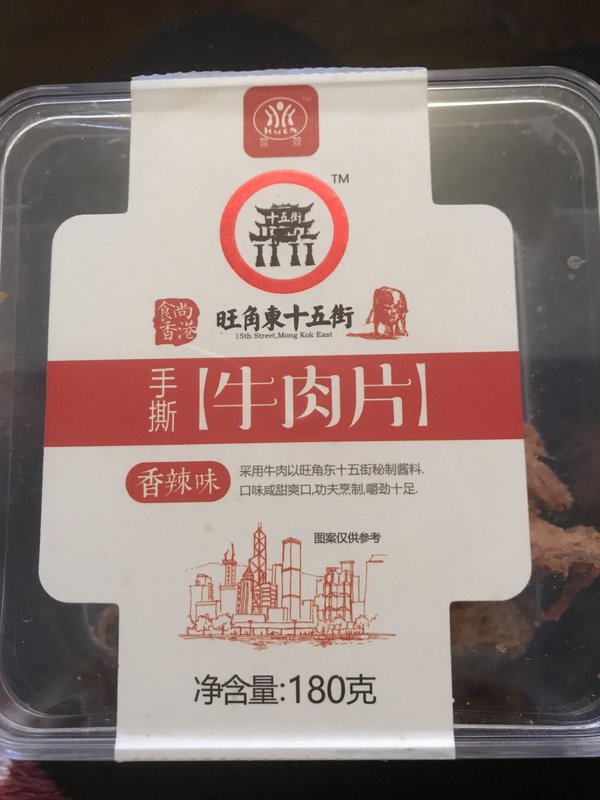 TM
HUEN
TM
十五街
食尚
香港
旺角東十五街
15th Street,Mong Kok East
手撕
【牛肉片】
香辣味
采用牛肉以旺角东十五街秘制酱料.
口味咸甜爽口,功夫烹制,嚼劲十足.
图案仅供参考
净含量:180克